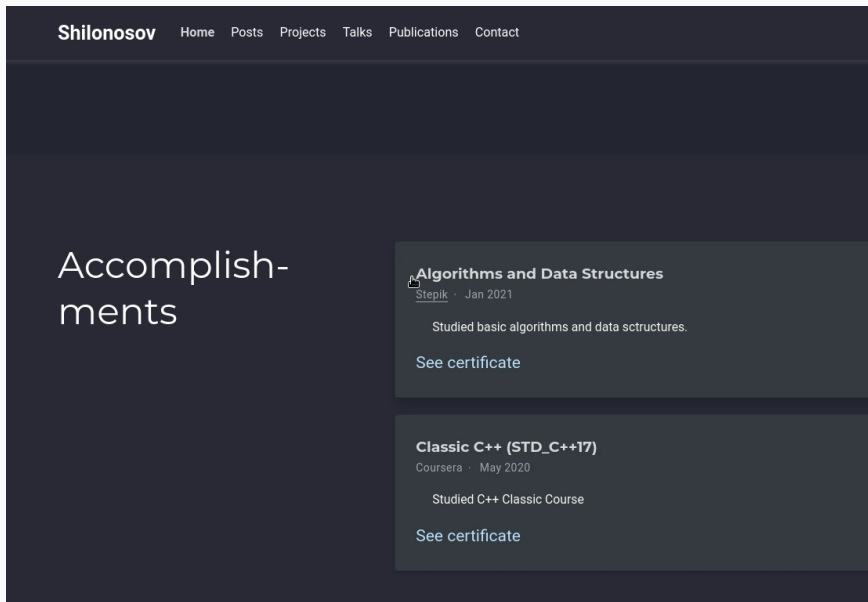 Shilonosov Home Posts Projects Talks Publications Contact
Accomplish-
ments
Algorithms and Data Structures
Stepik · Jan 2021
Studied basic algorithms and data sctructures.
See certificate
Classic C++ (STD_C++17)
Coursera · May 2020
Studied C++ Classic Course
See certificate